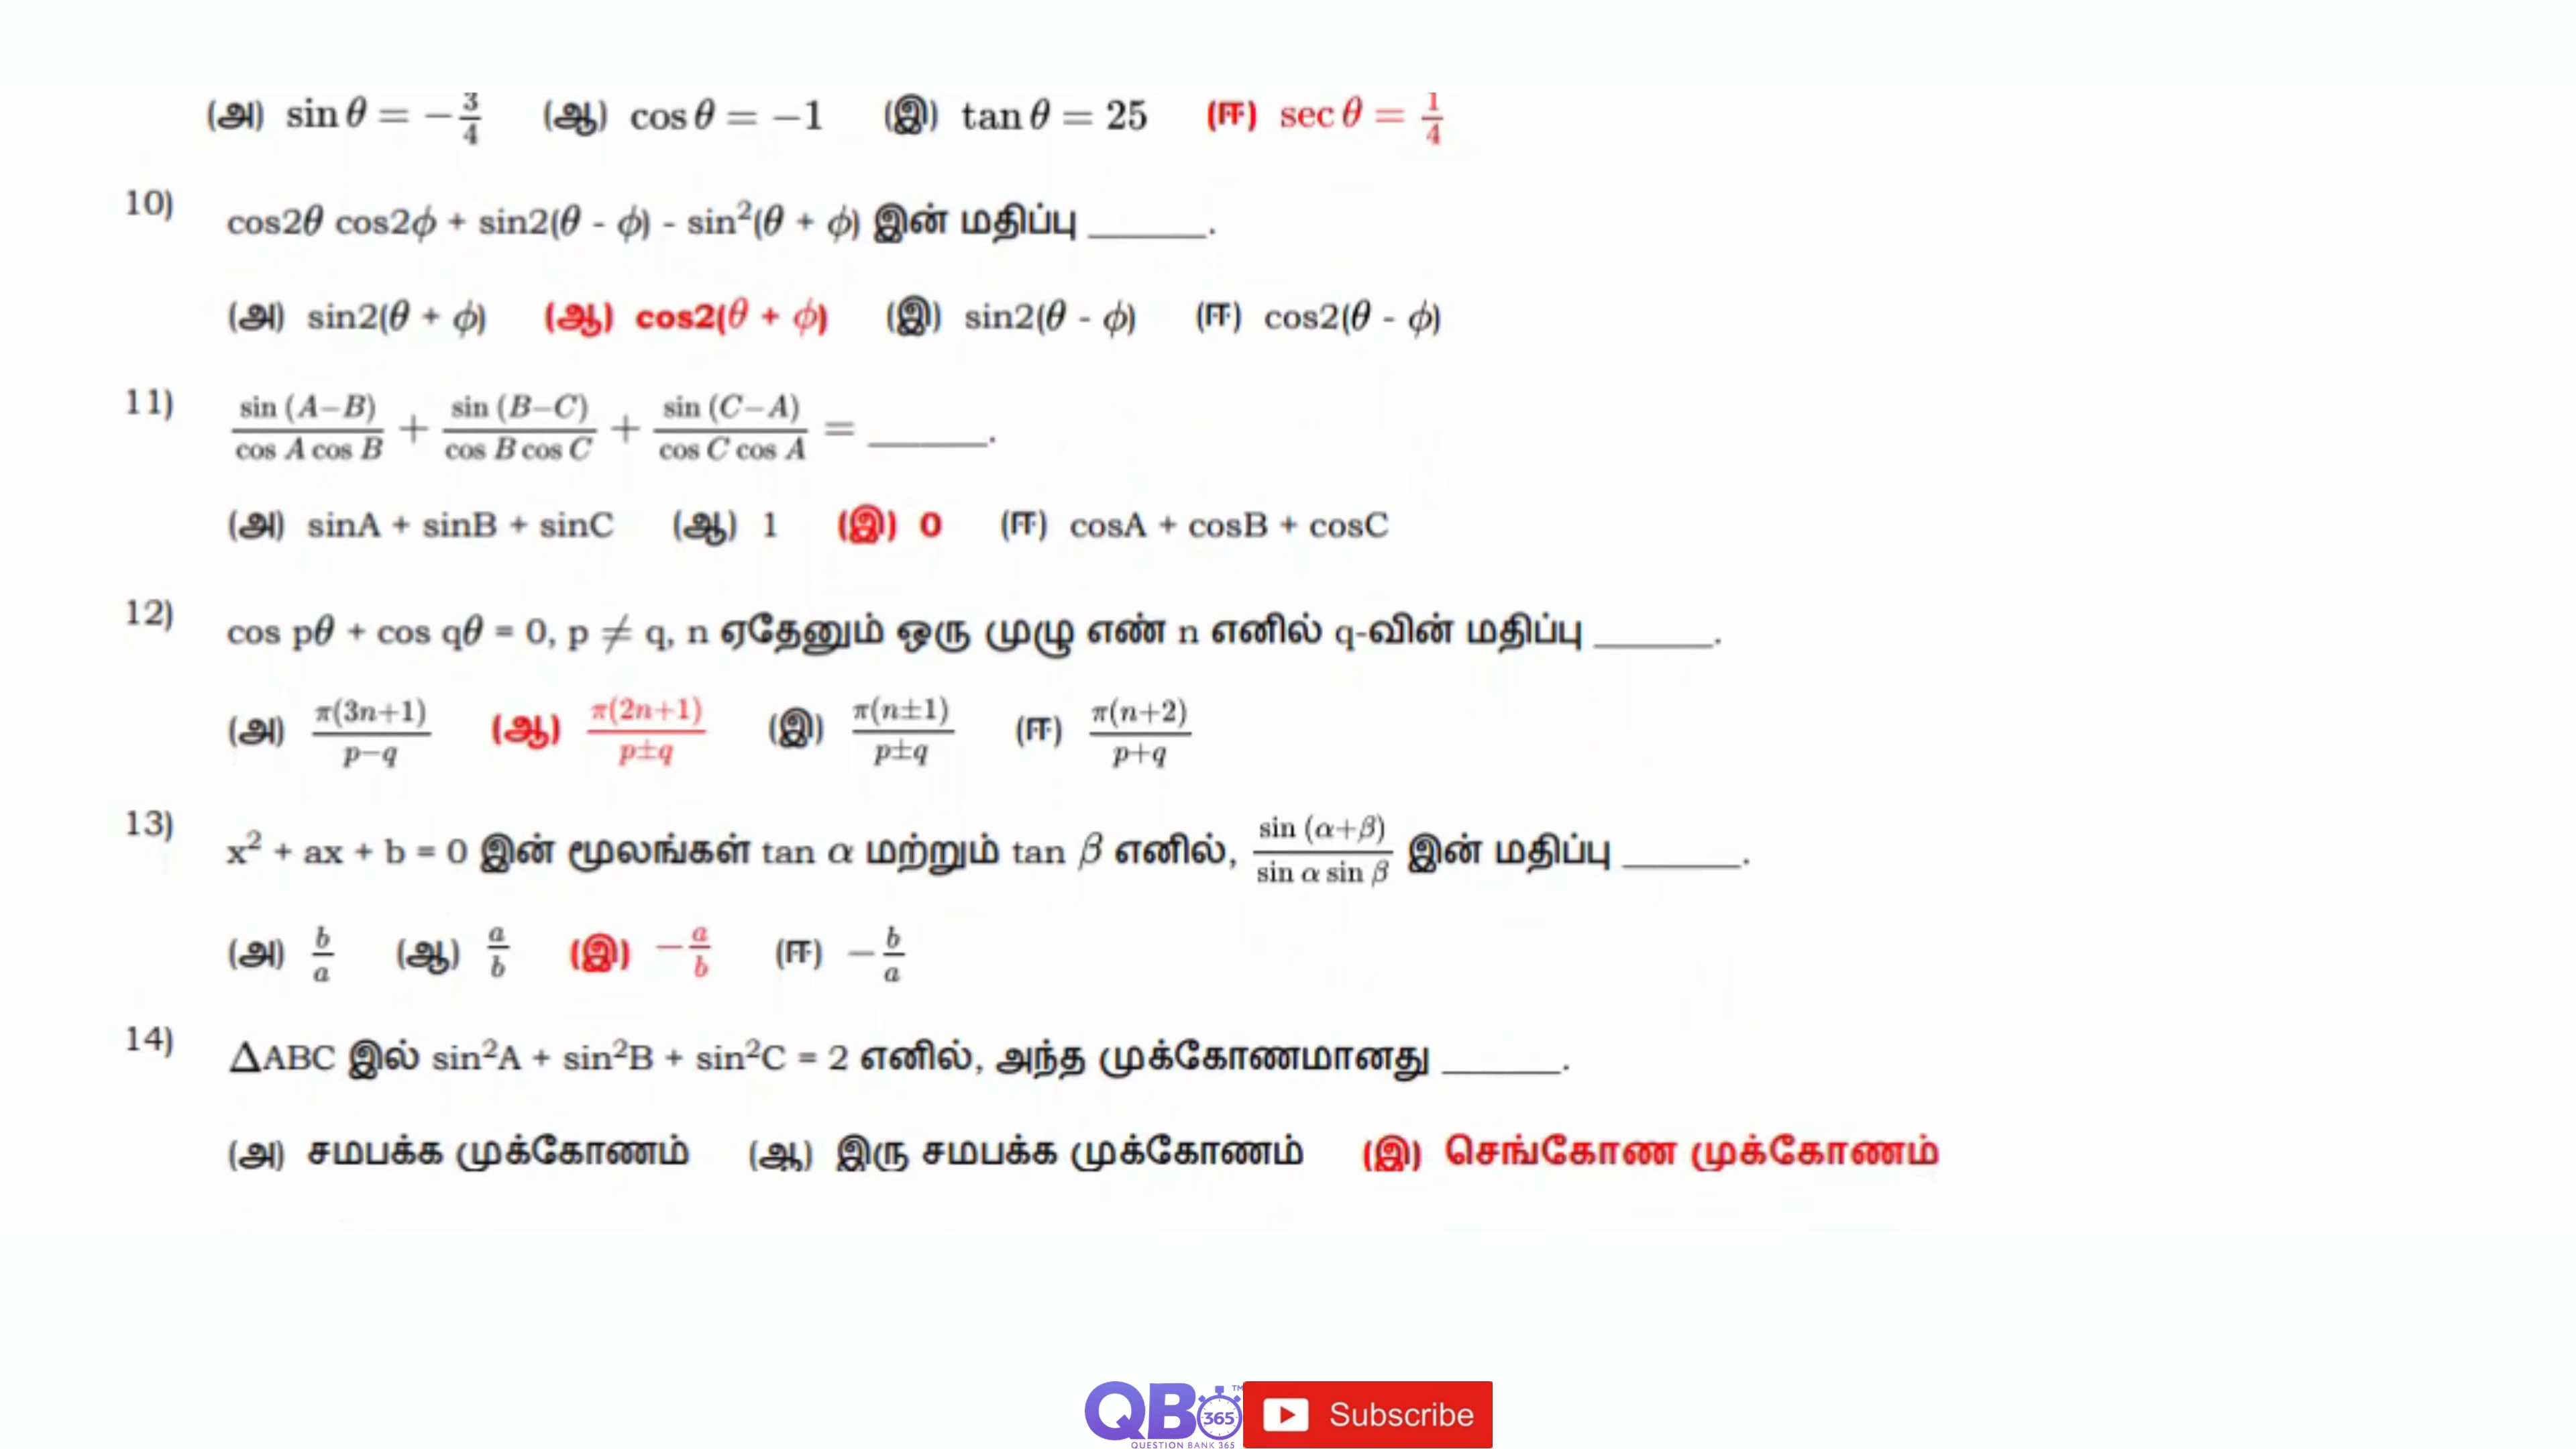 (அ) sin θ = −3/4 (ஆ) cos θ = −1 (இ) tan θ = 25 (ஈ) sec θ = 1/4
10) cos2θ cos2ϕ + sin2(θ - ϕ) - sin²(θ + ϕ) இன் மதிப்பு ______.
(அ) sin2(θ + ϕ) (ஆ) cos2(θ + ϕ) (இ) sin2(θ - ϕ) (ஈ) cos2(θ - ϕ)
11) sin (A−B)/cos A cos B + sin (B−C)/cos B cos C + sin (C−A)/cos C cos A = ______.
(அ) sinA + sinB + sinC (ஆ) 1 (இ) 0 (ஈ) cosA + cosB + cosC
12) cos pθ + cos qθ = 0, p ≠ q, n ஏதேனும் ஒரு முழு எண் n எனில் q-வின் மதிப்பு ______.
(அ) π(3n+1)/p−q (ஆ) π(2n+1)/p±q (இ) π(n±1)/p±q (ஈ) π(n+2)/p+q
13) x² + ax + b = 0 இன் மூலங்கள் tan α மற்றும் tan β எனில், sin (α+β)/sin α sin β இன் மதிப்பு ______.
(அ) b/a (ஆ) a/b (இ) −a/b (ஈ) −b/a
14) ΔABC இல் sin²A + sin²B + sin²C = 2 எனில், அந்த முக்கோணமானது ______.
(அ) சமபக்க முக்கோணம் (ஆ) இரு சமபக்க முக்கோணம் (இ) செங்கோண முக்கோணம்
QB 365 ™ Subscribe
QUESTION BANK 365